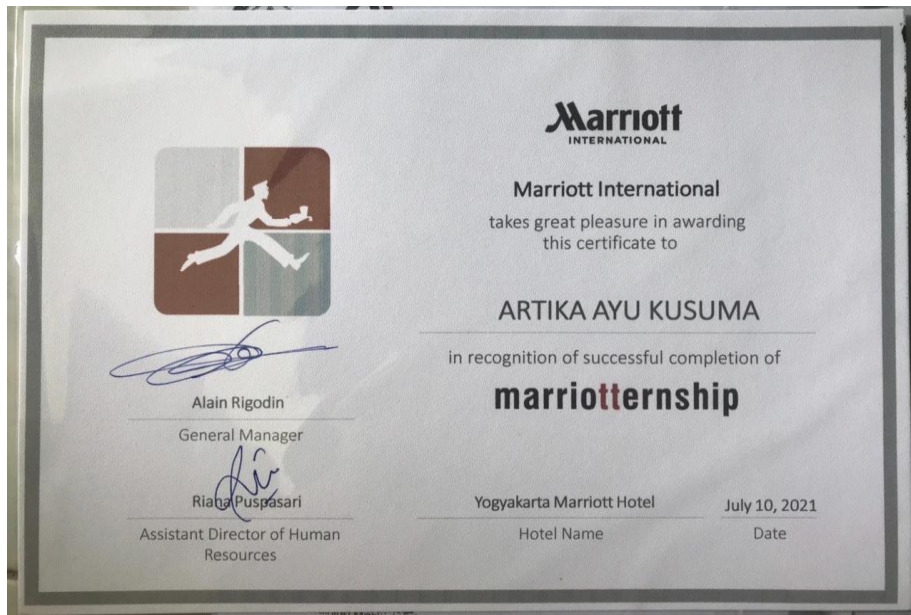 Marriott
INTERNATIONAL
Marriott International
takes great pleasure in awarding
this certificate to
ARTIKA AYU KUSUMA
in recognition of successful completion of
marriotternship
Alain Rigodin
General Manager
Riana Puspasari
Assistant Director of Human
Resources
Yogyakarta Marriott Hotel
Hotel Name
July 10, 2021
Date